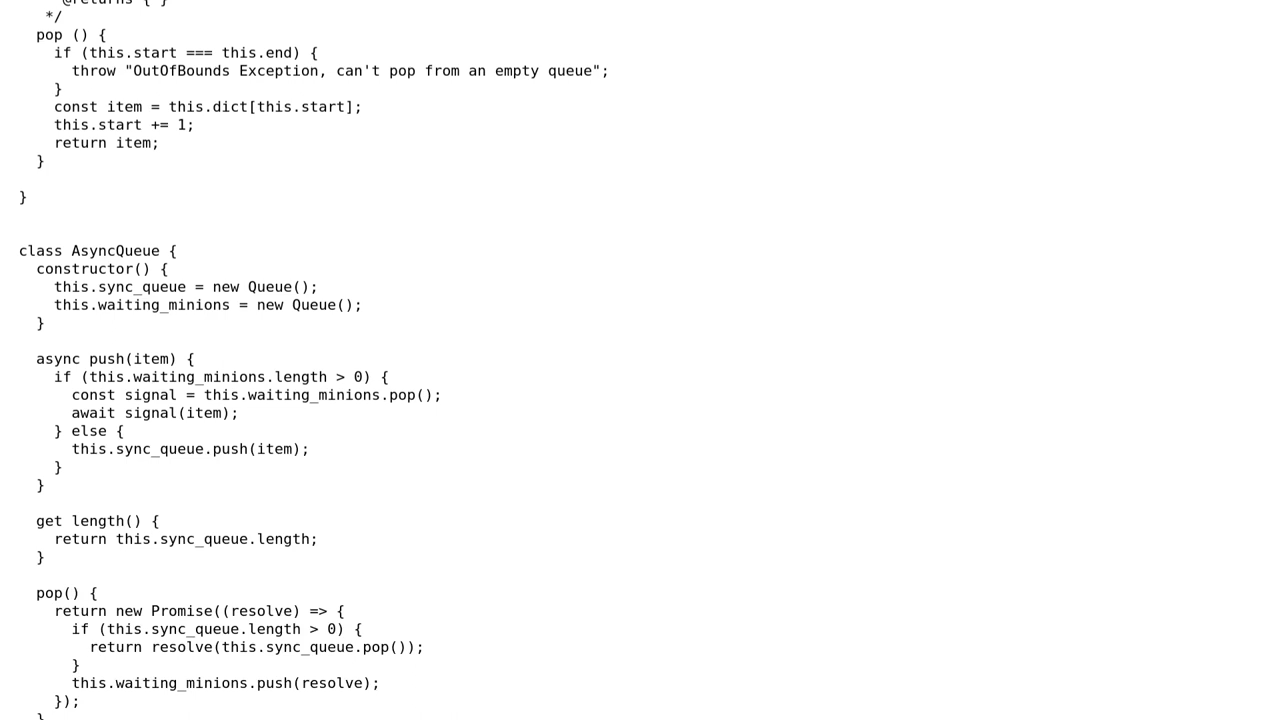 @returns { }
   */
  pop () {
    if (this.start === this.end) {
      throw "OutOfBounds Exception, can't pop from an empty queue";
    }
    const item = this.dict[this.start];
    this.start += 1;
    return item;
  }

}


class AsyncQueue {
  constructor() {
    this.sync_queue = new Queue();
    this.waiting_minions = new Queue();
  }

  async push(item) {
    if (this.waiting_minions.length > 0) {
      const signal = this.waiting_minions.pop();
      await signal(item);
    } else {
      this.sync_queue.push(item);
    }
  }

  get length() {
    return this.sync_queue.length;
  }

  pop() {
    return new Promise((resolve) => {
      if (this.sync_queue.length > 0) {
        return resolve(this.sync_queue.pop());
      }
      this.waiting_minions.push(resolve);
    });
  }